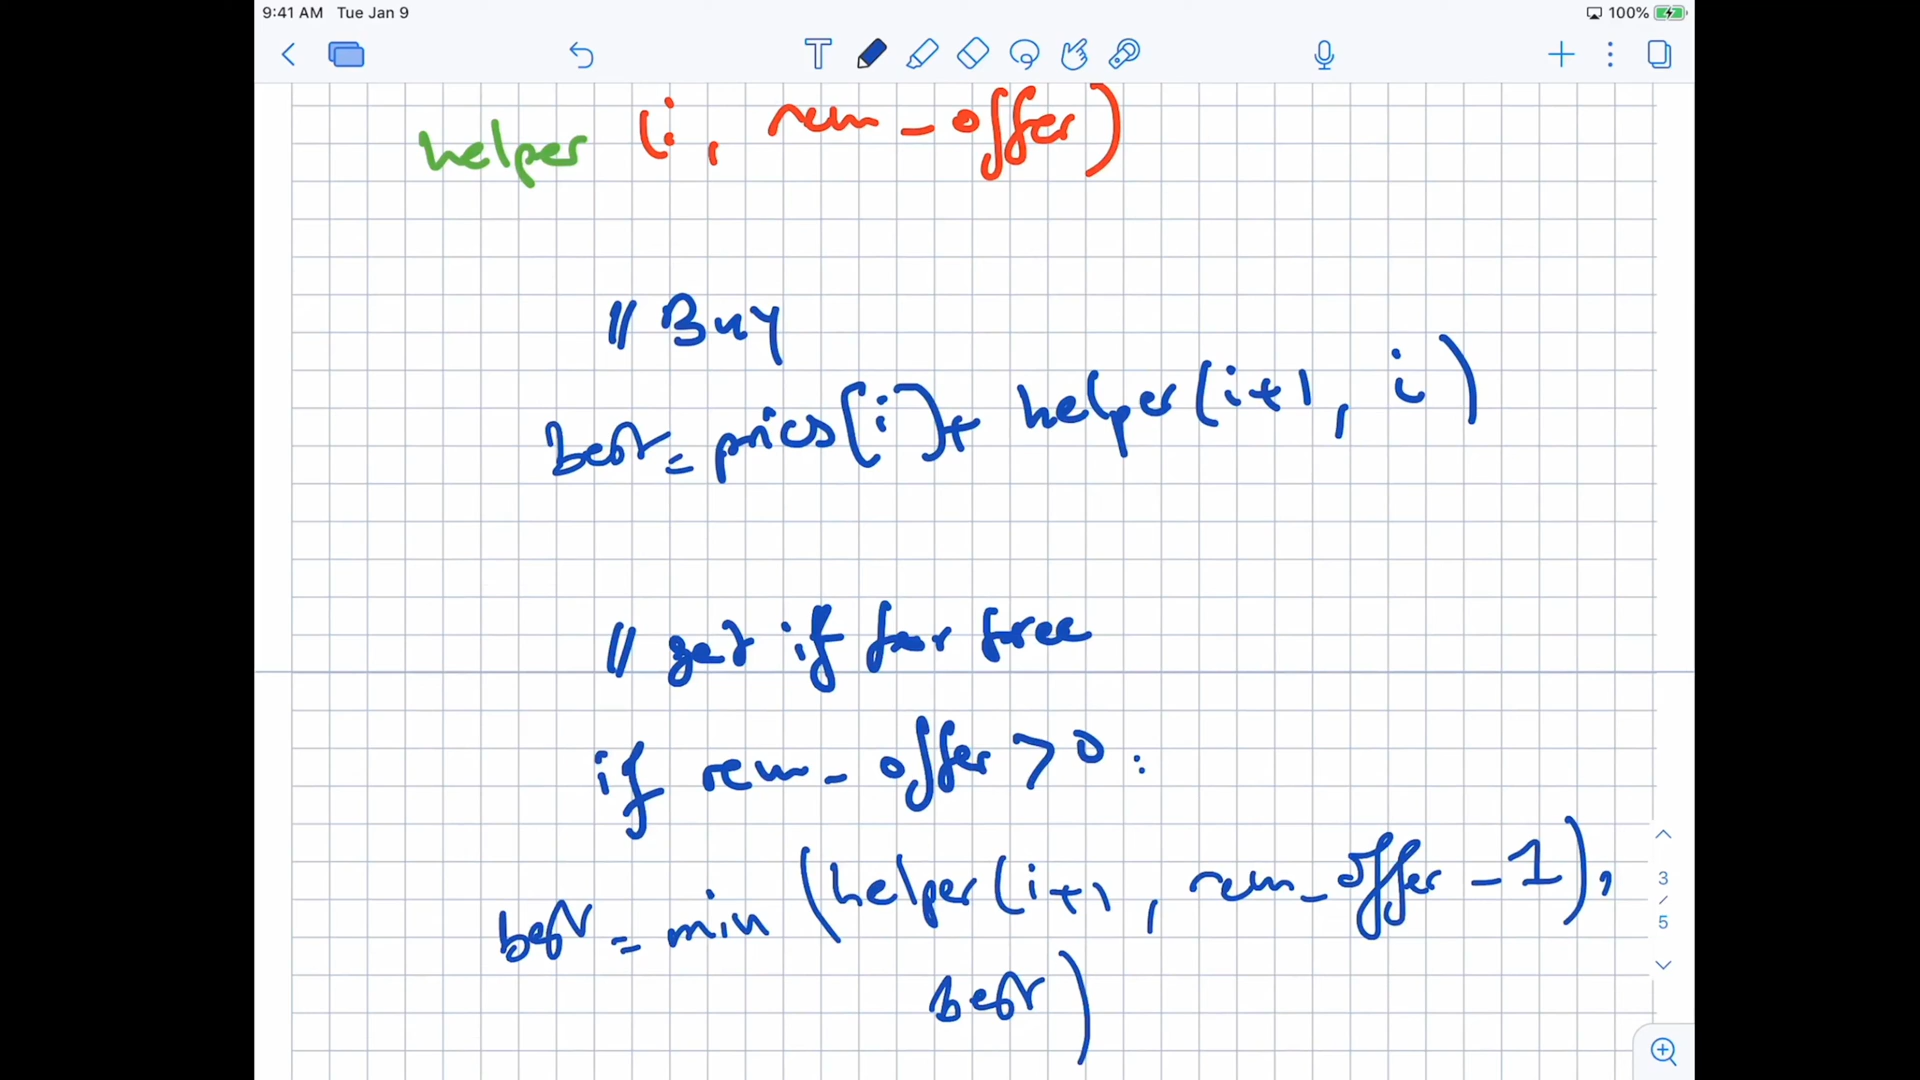 9:41 AM Tue Jan 9 100%
T
helper (i, rem_offer)
// Buy
best = prices[i] + helper(i+1, i)
// get if for free
if rem_offer > 0:
best = min (helper(i+1, rem_offer - 1),
best)
3
5